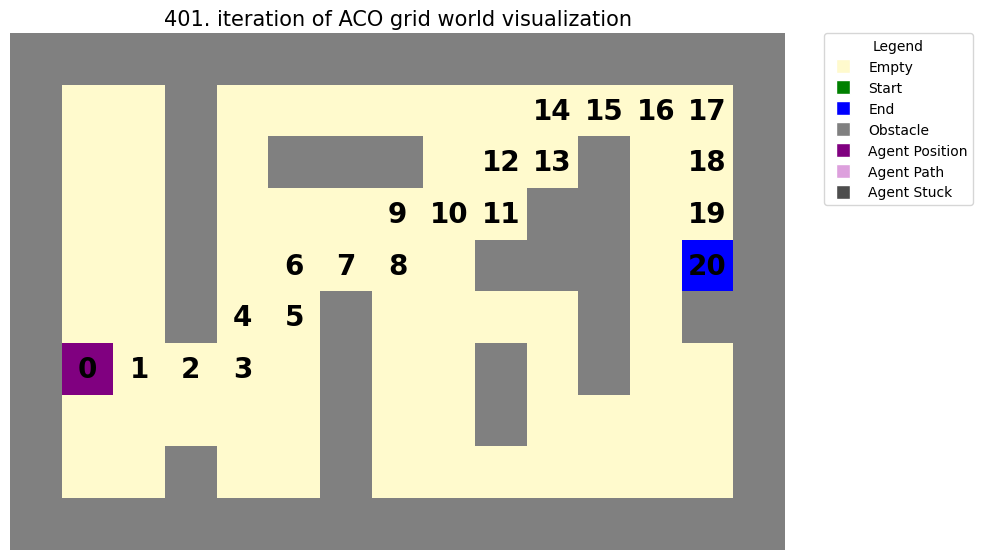 401. iteration of ACO grid world visualization
Legend
Empty
Start
End
Obstacle
Agent Position
Agent Path
Agent Stuck
14 15 16 17
12 13 18
9 10 11 19
6 7 8 20
4 5
0 1 2 3